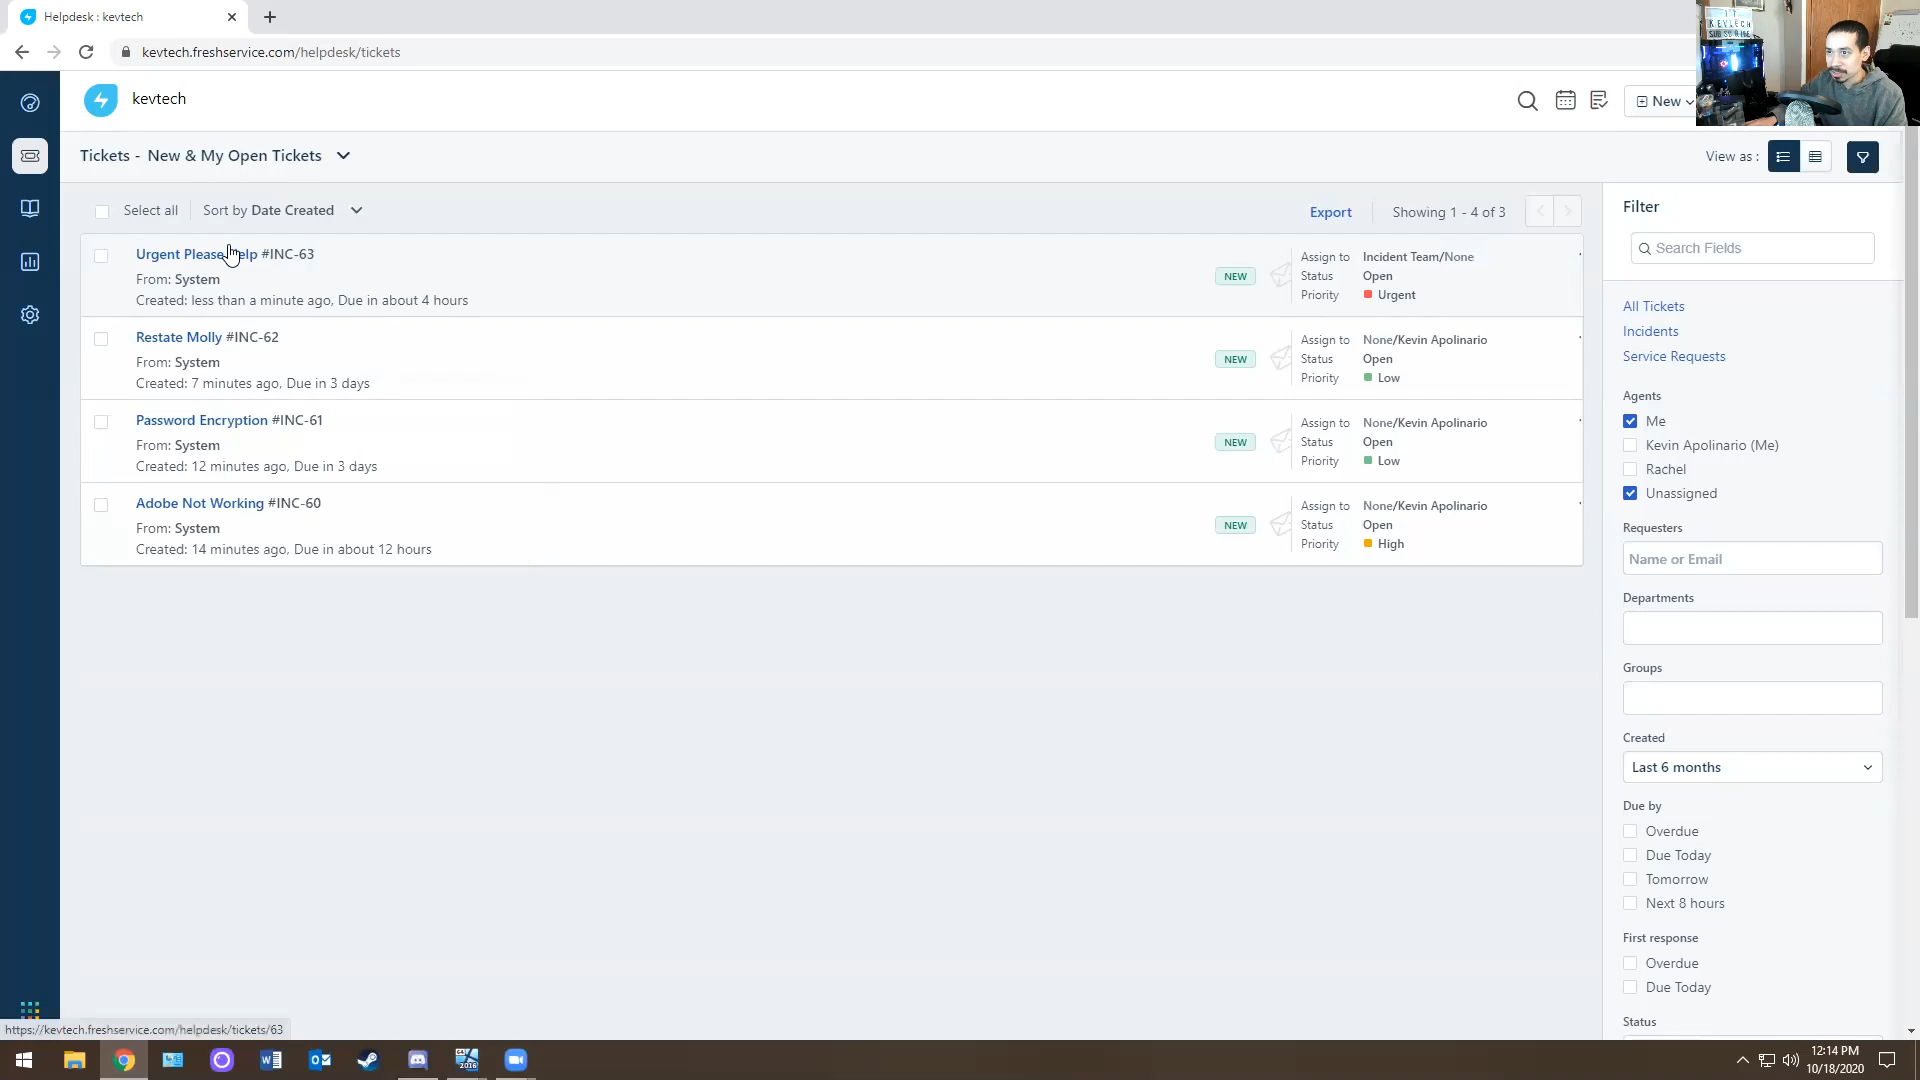 Helpdesk : kevtech
kevtech.freshservice.com/helpdesk/tickets
KEVTECH
SUBSCRIBE
kevtech
New
Tickets - New & My Open Tickets
View as :
Select all
Sort by Date Created
Export
Showing 1 - 4 of 3
Urgent Please Help #INC-63
From: System
Created: less than a minute ago, Due in about 4 hours
NEW
Assign to Incident Team/None
Status Open
Priority Urgent
Restate Molly #INC-62
From: System
Created: 7 minutes ago, Due in 3 days
NEW
Assign to None/Kevin Apolinario
Status Open
Priority Low
Password Encryption #INC-61
From: System
Created: 12 minutes ago, Due in 3 days
NEW
Assign to None/Kevin Apolinario
Status Open
Priority Low
Adobe Not Working #INC-60
From: System
Created: 14 minutes ago, Due in about 12 hours
NEW
Assign to None/Kevin Apolinario
Status Open
Priority High
Filter
Search Fields
All Tickets
Incidents
Service Requests
Agents
Me
Kevin Apolinario (Me)
Rachel
Unassigned
Requesters
Name or Email
Departments
Groups
Created
Last 6 months
Due by
Overdue
Due Today
Tomorrow
Next 8 hours
First response
Overdue
Due Today
Status
https://kevtech.freshservice.com/helpdesk/tickets/63
2016
12:14 PM
10/18/2020